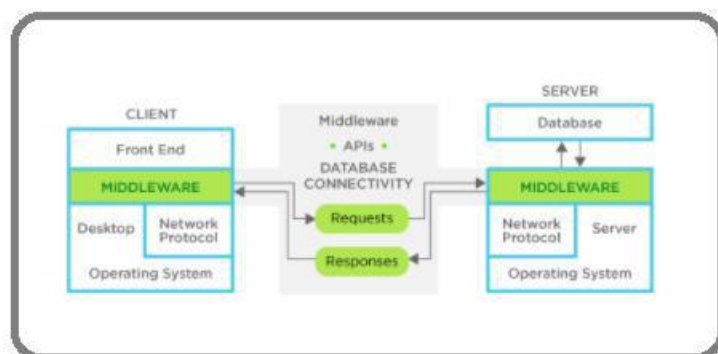 CLIENT
Front End
MIDDLEWARE
Desktop
Network
Protocol
Operating System
Middleware
• APIs •
DATABASE
CONNECTIVITY
Requests
Responses
SERVER
Database
MIDDLEWARE
Network
Protocol
Server
Operating System